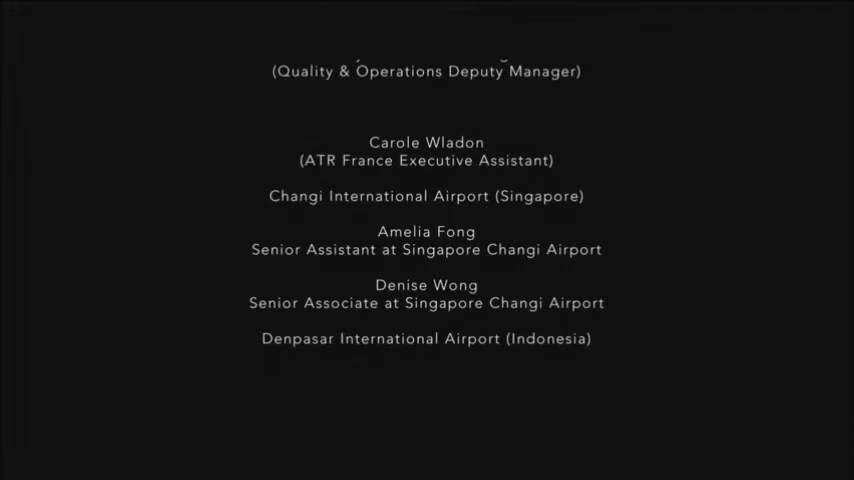 (Quality & Operations Deputy Manager)
Carole Wladon
(ATR France Executive Assistant)
Changi International Airport (Singapore)
Amelia Fong
Senior Assistant at Singapore Changi Airport
Denise Wong
Senior Associate at Singapore Changi Airport
Denpasar International Airport (Indonesia)